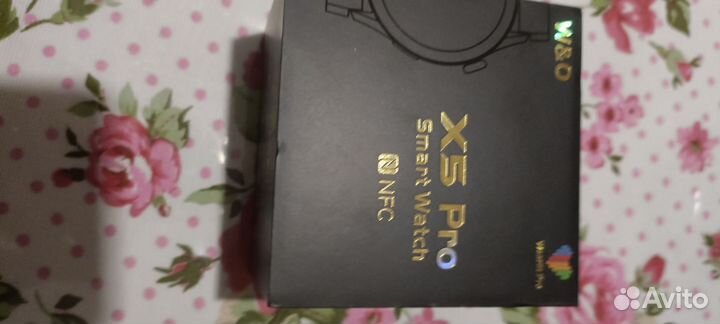 W&O
X5 Pro
Smart Watch
N NFC
Avito